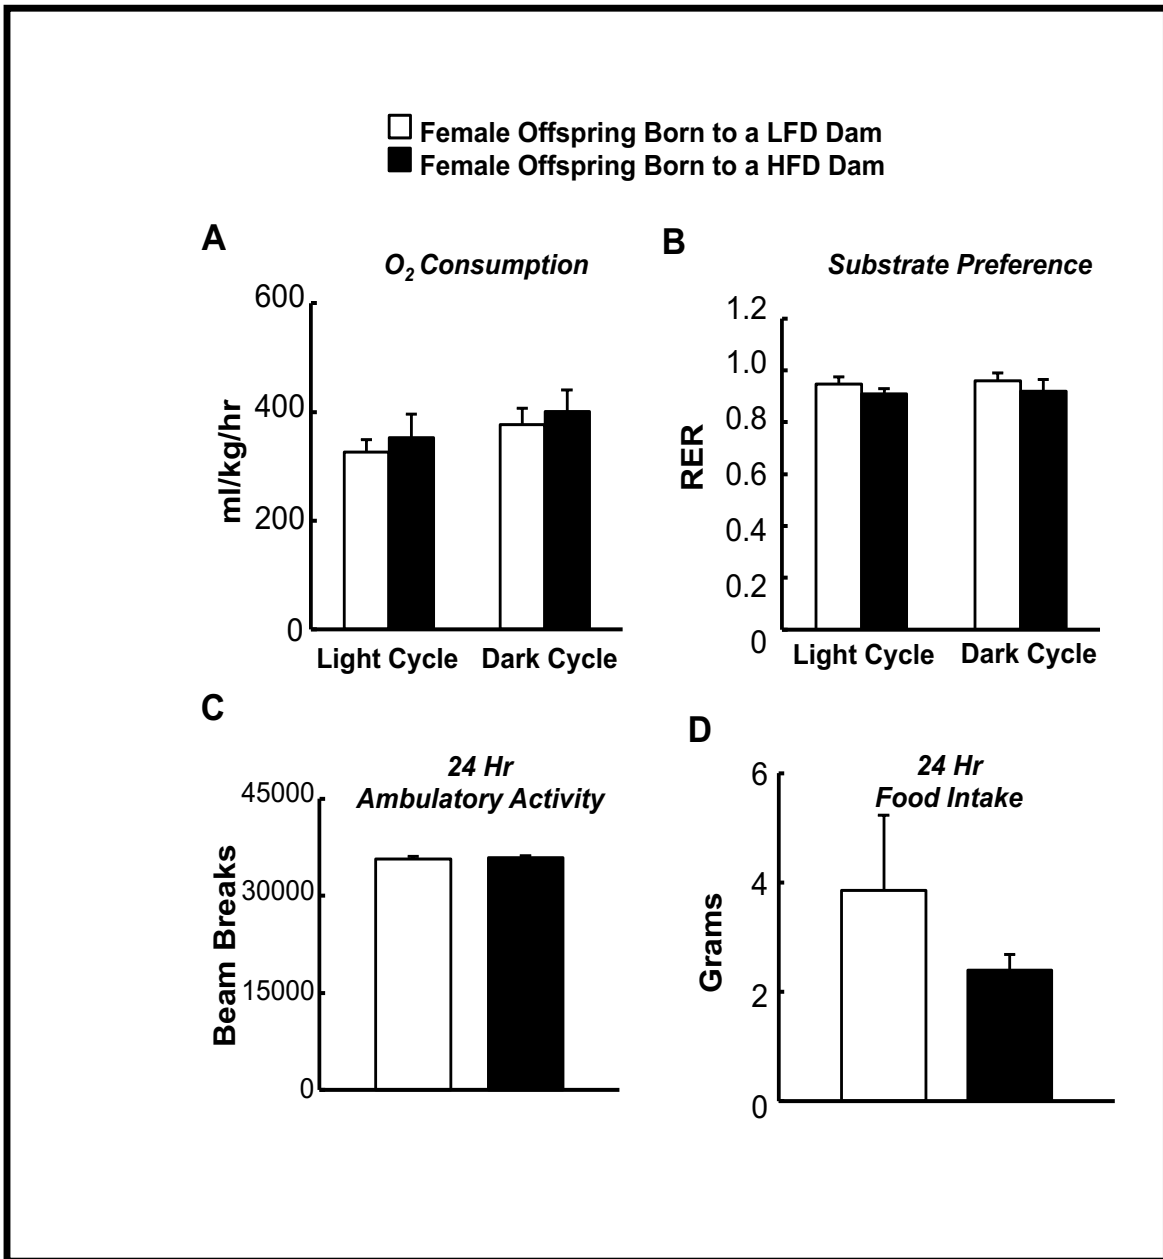 Female Offspring Born to a LFD Dam
Female Offspring Born to a HFD Dam
A
O₂ Consumption
600
400
200
0
ml/kg/hr
Light Cycle Dark Cycle
B
Substrate Preference
1.2
1.0
0.8
0.6
0.4
0.2
0
RER
Light Cycle Dark Cycle
C
24 Hr
Ambulatory Activity
45000
30000
15000
0
Beam Breaks
D
24 Hr
Food Intake
6
4
2
0
Grams